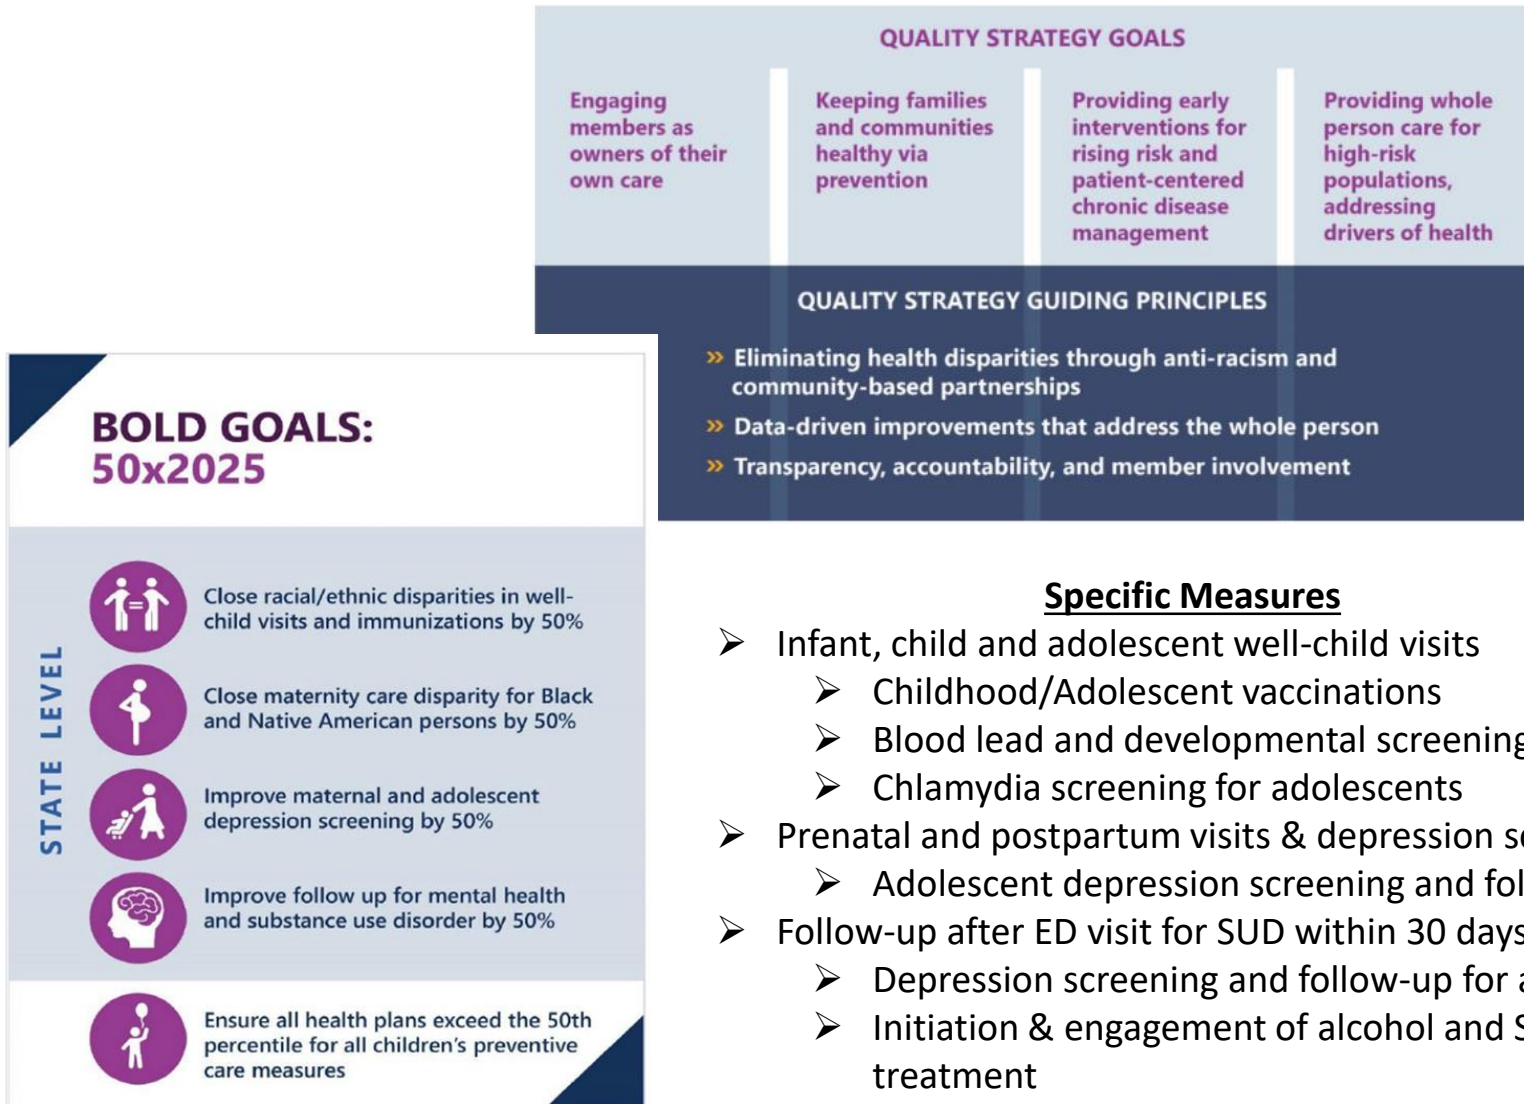 QUALITY STRATEGY GOALS
Engaging
members as
owners of their
own care
Keeping families
and communities
healthy via
prevention
Providing early
interventions for
rising risk and
patient-centered
chronic disease
management
Providing whole
person care for
high-risk
populations,
addressing
drivers of health
QUALITY STRATEGY GUIDING PRINCIPLES
» Eliminating health disparities through anti-racism and
community-based partnerships
» Data-driven improvements that address the whole person
» Transparency, accountability, and member involvement
BOLD GOALS:
50x2025
STATE LEVEL
Close racial/ethnic disparities in well-
child visits and immunizations by 50%
Close maternity care disparity for Black
and Native American persons by 50%
Improve maternal and adolescent
depression screening by 50%
Improve follow up for mental health
and substance use disorder by 50%
Ensure all health plans exceed the 50th
percentile for all children’s preventive
care measures
Specific Measures
➢ Infant, child and adolescent well-child visits
➢ Childhood/Adolescent vaccinations
➢ Blood lead and developmental screening
➢ Chlamydia screening for adolescents
➢ Prenatal and postpartum visits & depression
➢ Adolescent depression screening and
➢ Follow-up after ED visit for SUD within 30 days
➢ Depression screening and follow-up for
➢ Initiation & engagement of alcohol and
treatment